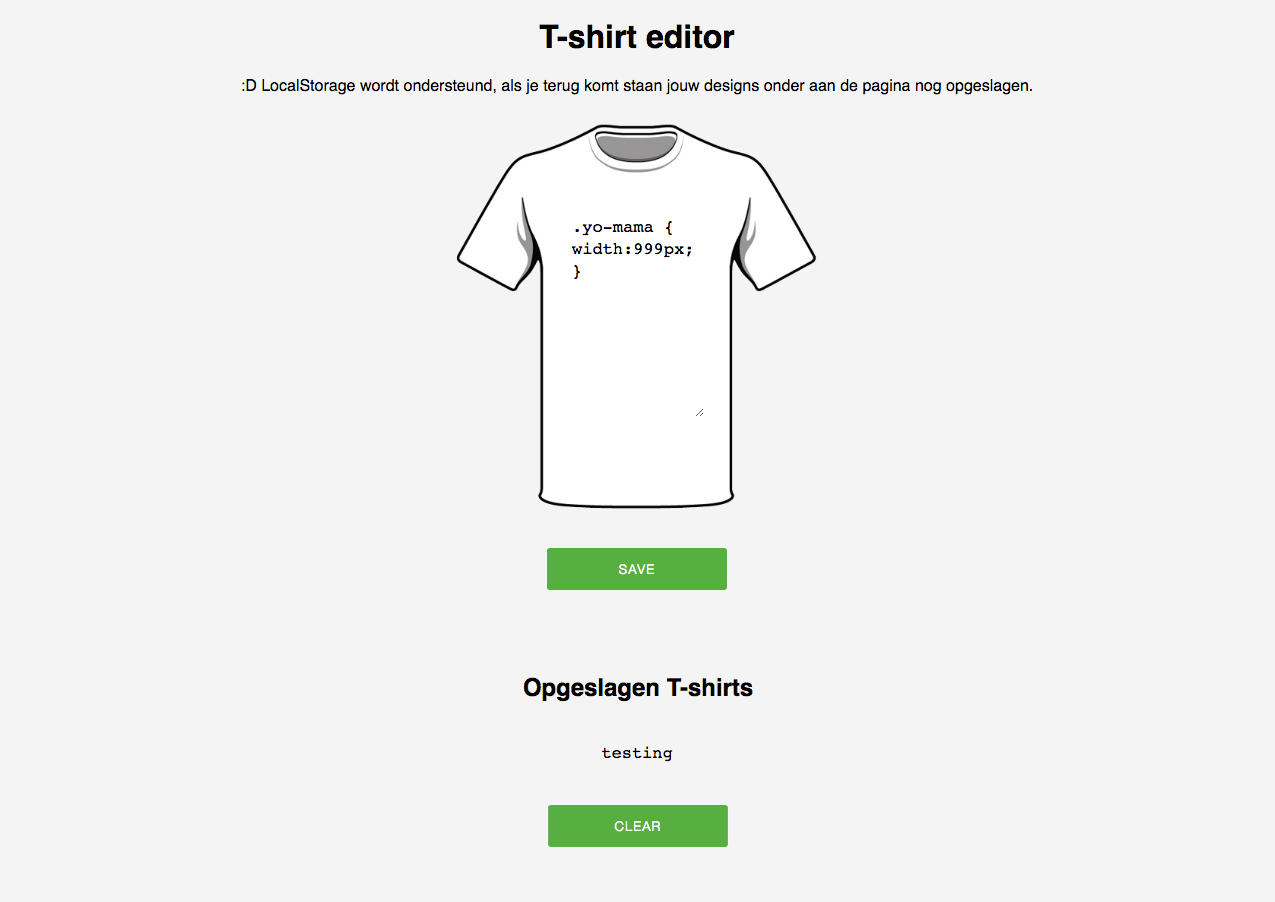 T-shirt editor
:D LocalStorage wordt ondersteund, als je terug komt staan jouw designs onder aan de pagina nog opgeslagen.
.yo-mama {
width:999px;
}
SAVE
Opgeslagen T-shirts
testing
CLEAR